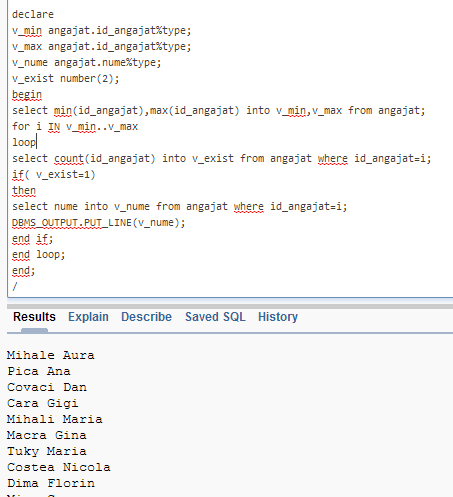 declare
v_min angajat.id_angajat%type;
v_max angajat.id_angajat%type;
v_nume angajat.nume%type;
v_exist number(2);
begin
select min(id_angajat),max(id_angajat) into v_min,v_max from angajat;
for i IN v_min..v_max
loop
select count(id_angajat) into v_exist from angajat where id_angajat=i;
if( v_exist=1)
then
select nume into v_nume from angajat where id_angajat=i;
DBMS_OUTPUT.PUT_LINE(v_nume);
end if;
end loop;
end;
/
Results Explain Describe Saved SQL History
Mihale Aura
Pica Ana
Covaci Dan
Cara Gigi
Mihali Maria
Macra Gina
Tuky Maria
Costea Nicola
Dima Florin